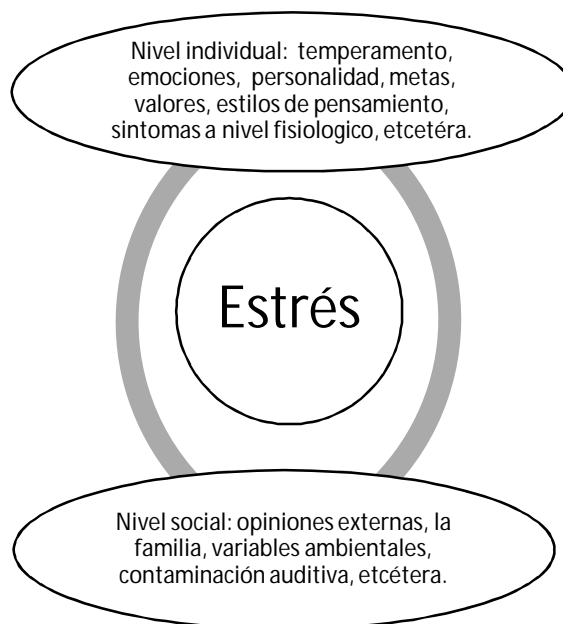 Nivel individual: temperamento,
emociones, personalidad, metas,
valores, estilos de pensamiento,
sintomas a nivel fisiologico, etcetéra.
Estrés
Nivel social: opiniones externas, la
familia, variables ambientales,
contaminación auditiva, etcétera.